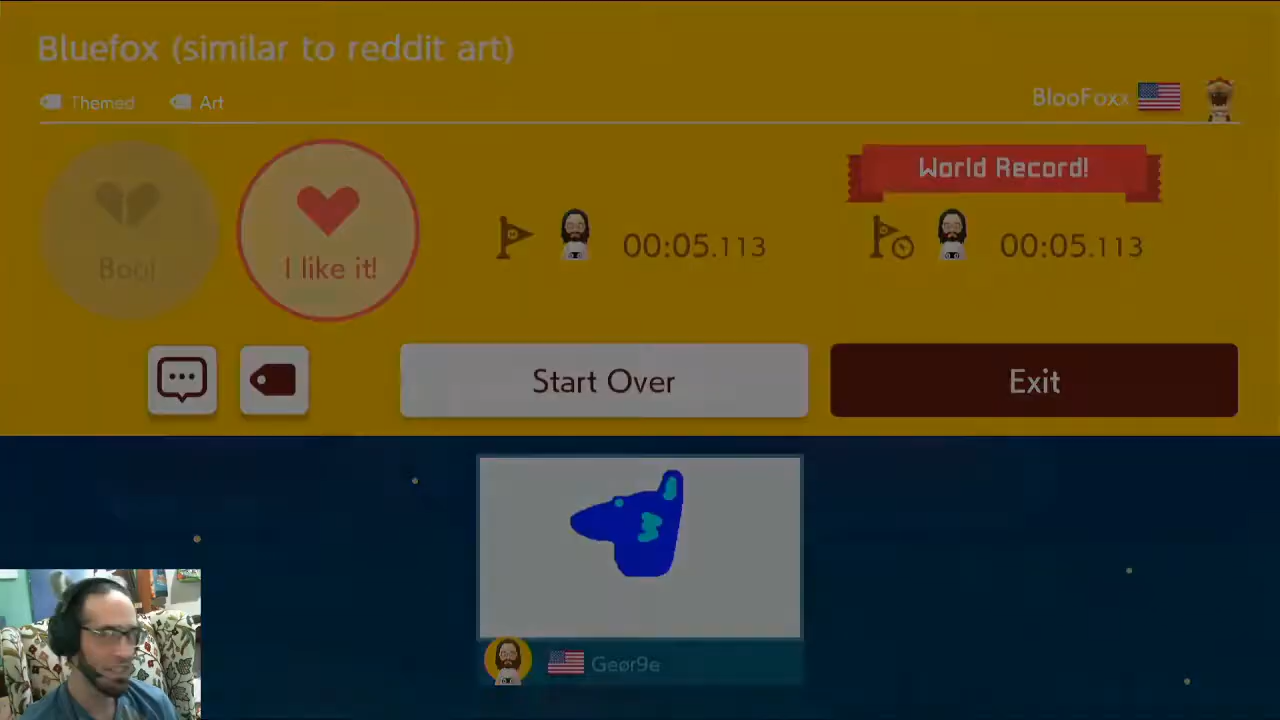 Bluefox (similar to reddit art)
Themed Art
BlooFoxx
World Record!
Boo!
I like it!
00:05.113
00:05.113
Start Over
Exit
Geør9e